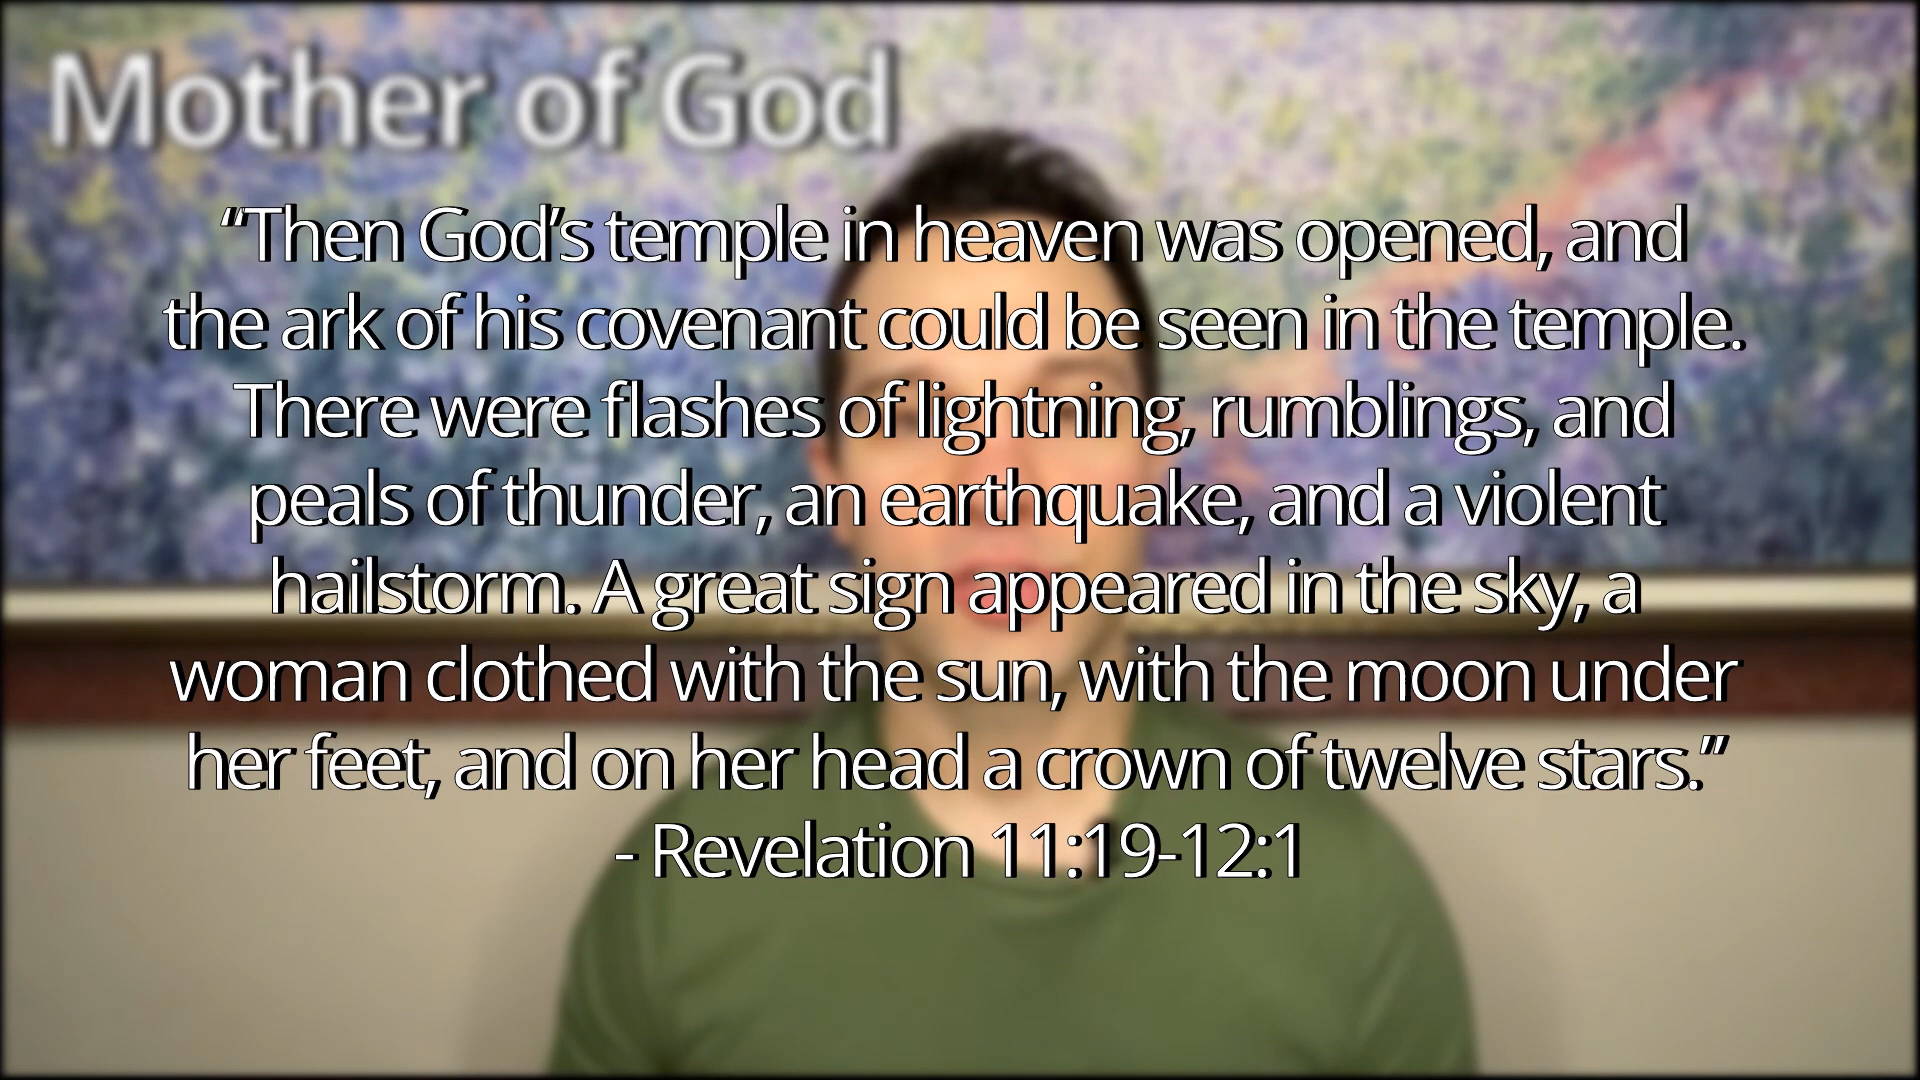 Mother of God
“Then God’s temple in heaven was opened, and
the ark of his covenant could be seen in the temple.
There were flashes of lightning, rumblings, and
peals of thunder, an earthquake, and a violent
hailstorm. A great sign appeared in the sky, a
woman clothed with the sun, with the moon under
her feet, and on her head a crown of twelve stars.”
- Revelation 11:19-12:1